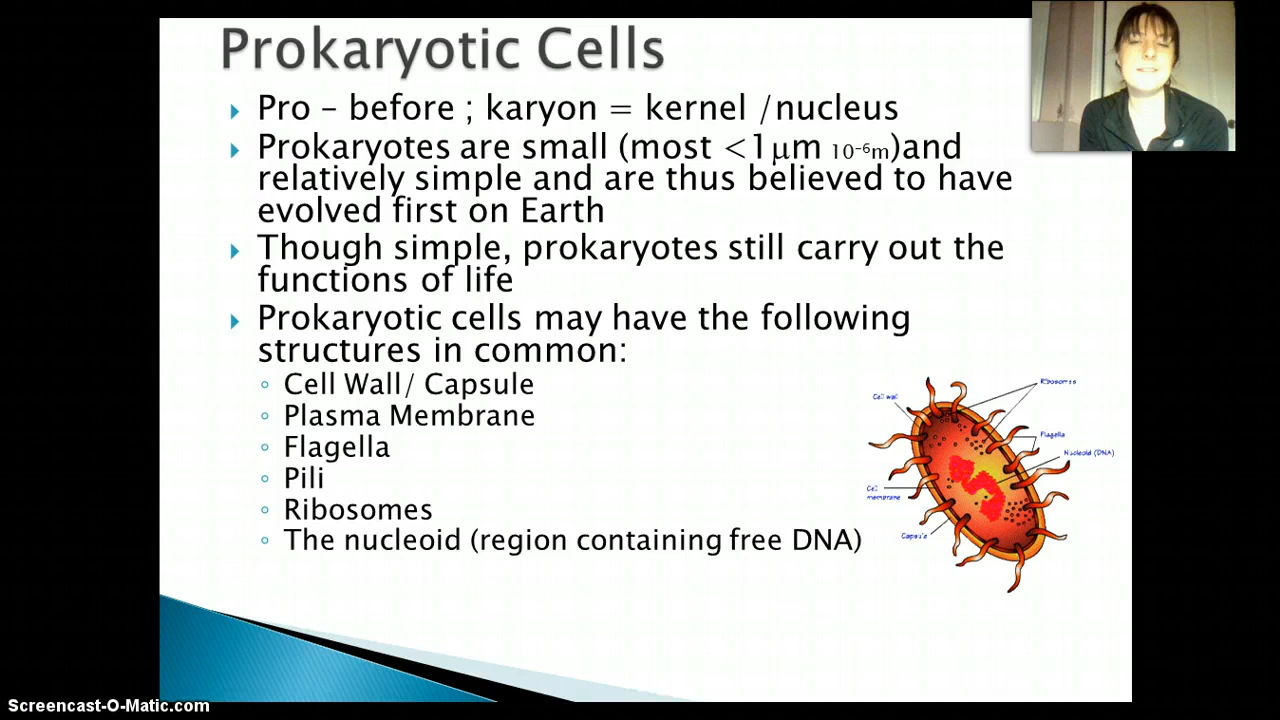 Prokaryotic Cells
Pro – before ; karyon = kernel /nucleus
Prokaryotes are small (most <1µm 10⁻⁶m)and
relatively simple and are thus believed to have
evolved first on Earth
Though simple, prokaryotes still carry out the
functions of life
Prokaryotic cells may have the following
structures in common:
Cell Wall/ Capsule
Plasma Membrane
Flagella
Pili
Ribosomes
The nucleoid (region containing free DNA)
Ribosomes
Cell wall
Flagella
Nucleoid (DNA)
Cell
membrane
Capsule
Screencast-O-Matic.com